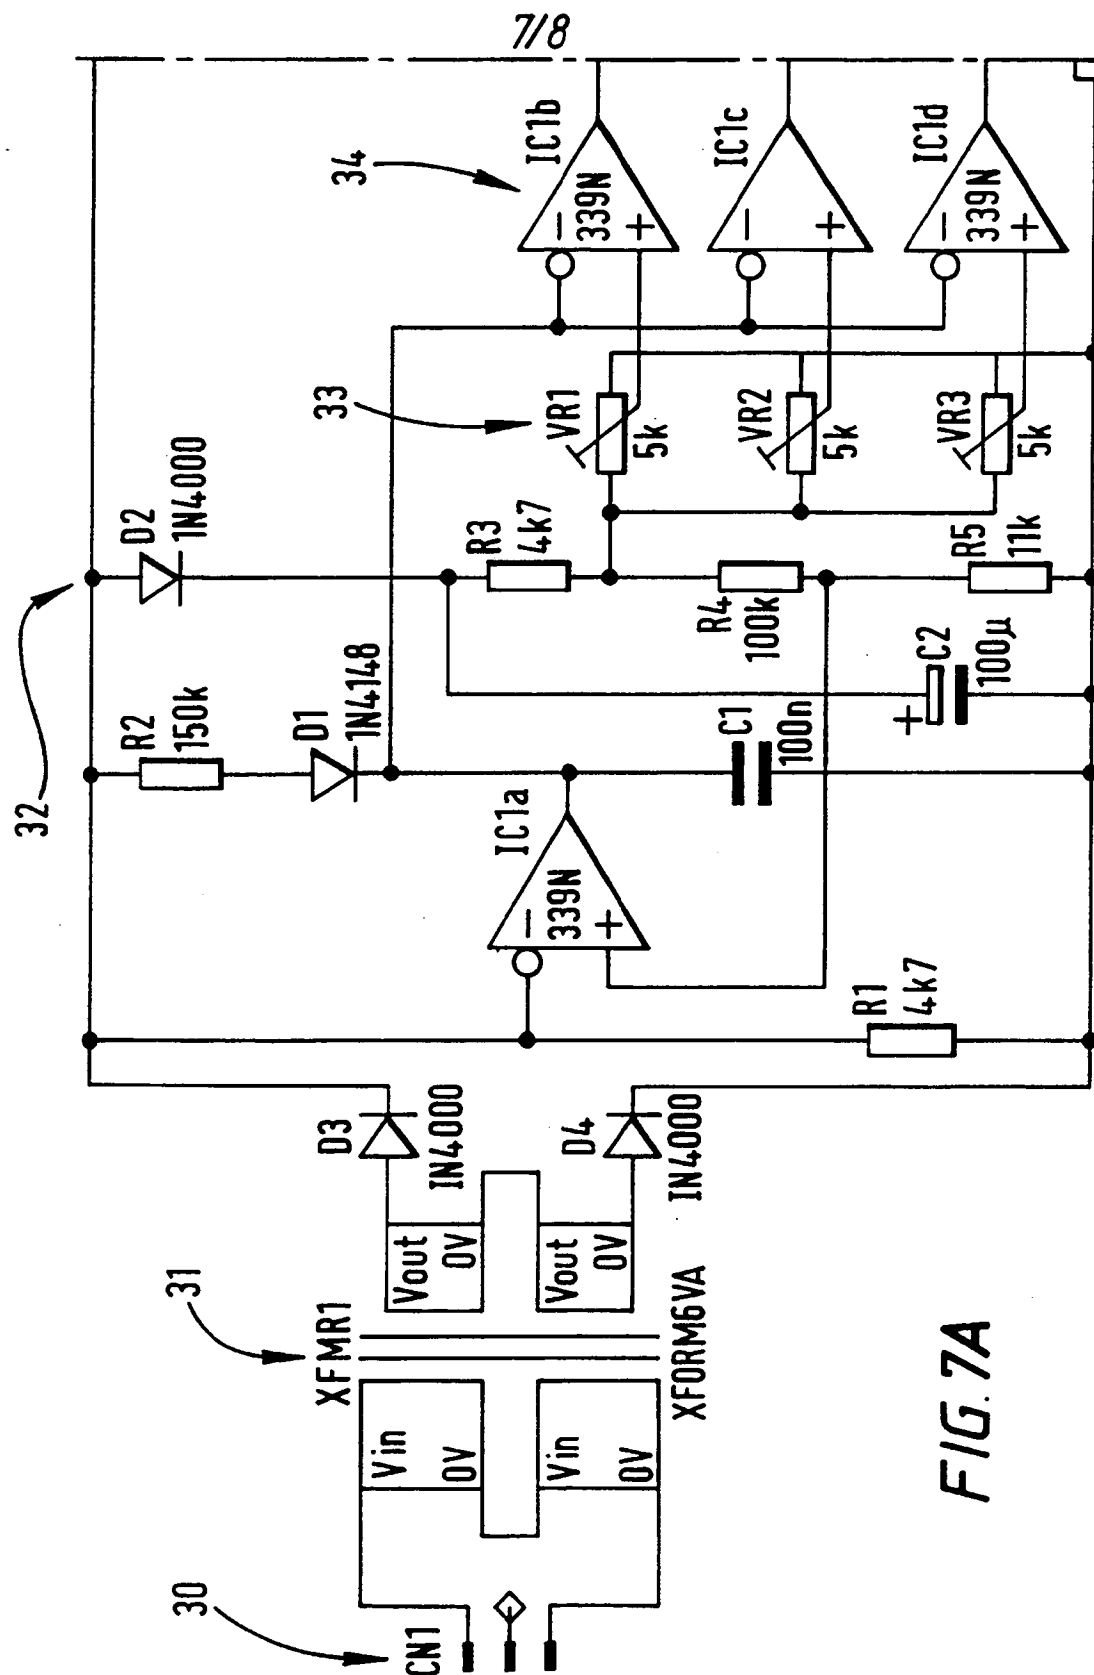 7/8
32
33
34
D2
1N4000
R2
150k
D1
1N4148
R3
4k7
R4
100k
R5
11k
C2
+
100µ
C1
100n
VR1
5k
VR2
5k
VR3
5k
IC1b
339N
−
+
IC1c
−
+
IC1d
339N
−
+
IC1a
339N
−
+
R1
4k7
D3
IN4000
D4
IN4000
31
XFMR1
Vin
0V
Vin
0V
Vout
0V
Vout
0V
XFORM6VA
30
CN1
FIG. 7A